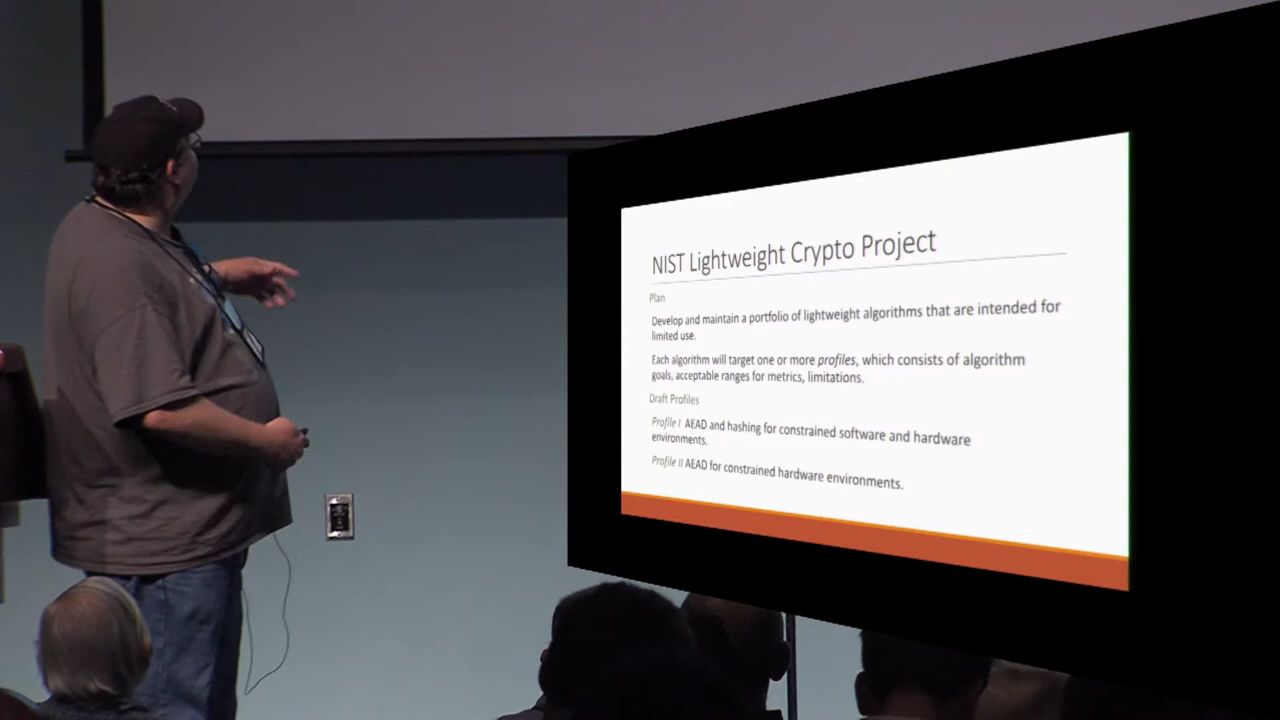 NIST Lightweight Crypto Project
Plan
Develop and maintain a portfolio of lightweight algorithms that are intended for
limited use.
Each algorithm will target one or more profiles, which consists of algorithm
goals, acceptable ranges for metrics, limitations.
Draft Profiles
Profile I AEAD and hashing for constrained software and hardware
environments.
Profile II AEAD for constrained hardware environments.